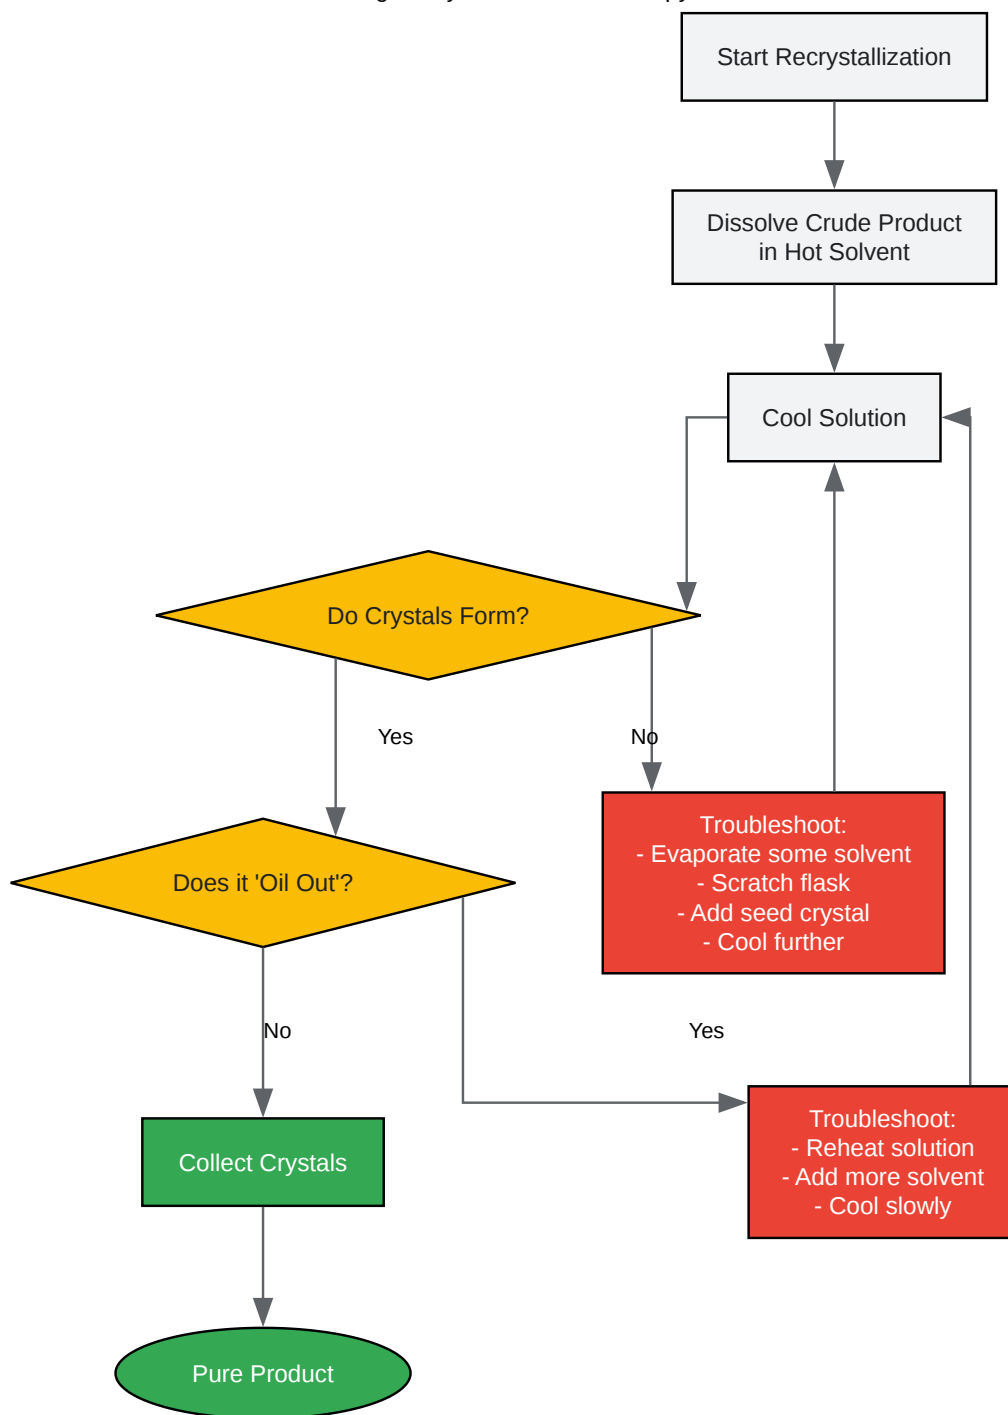 Start Recrystallization
Dissolve Crude Product
in Hot Solvent
Cool Solution
Do Crystals Form?
Yes
No
Troubleshoot:
- Evaporate some solvent
- Scratch flask
- Add seed crystal
- Cool further
Does it 'Oil Out'?
No
Yes
Troubleshoot:
- Reheat solution
- Add more solvent
- Cool slowly
Collect Crystals
Pure Product